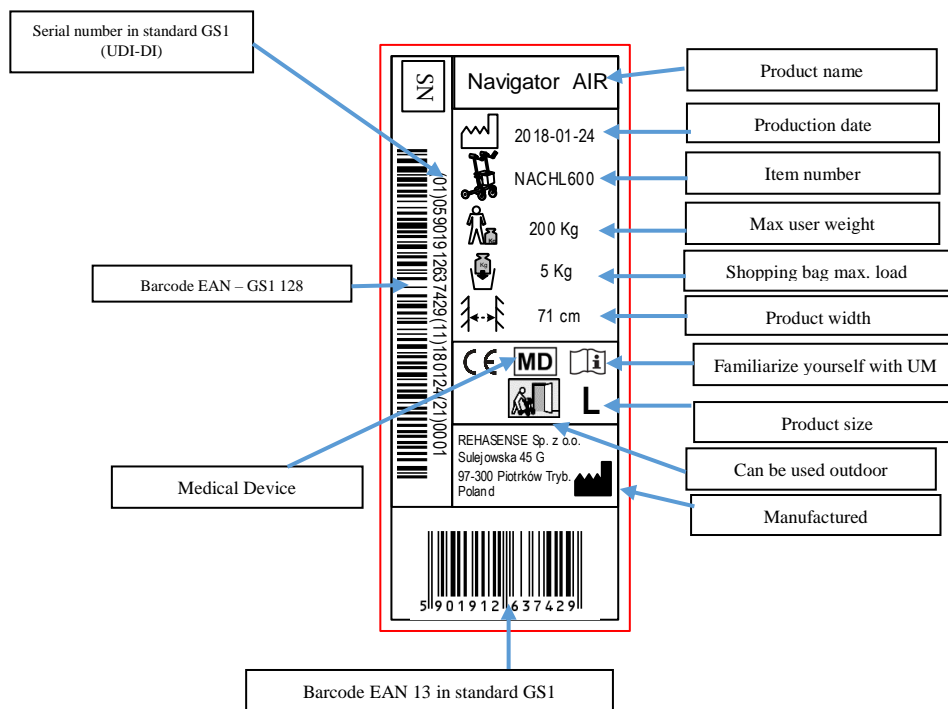 Serial number in standard GS1
(UDI-DI)
Barcode EAN – GS1 128
Medical Device
SN
(01)05901912637429(11)180124(21)0001
Navigator AIR
2018-01-24
NACHL600
200 Kg
Kg
5 Kg
71 cm
CE MD i
L
REHASENSE Sp. z o.o.
Sulejowska 45 G
97-300 Piotrków Tryb.
Poland
5 901912 637429
Product name
Production date
Item number
Max user weight
Shopping bag max. load
Product width
Familiarize yourself with UM
Product size
Can be used outdoor
Manufactured
Barcode EAN 13 in standard GS1